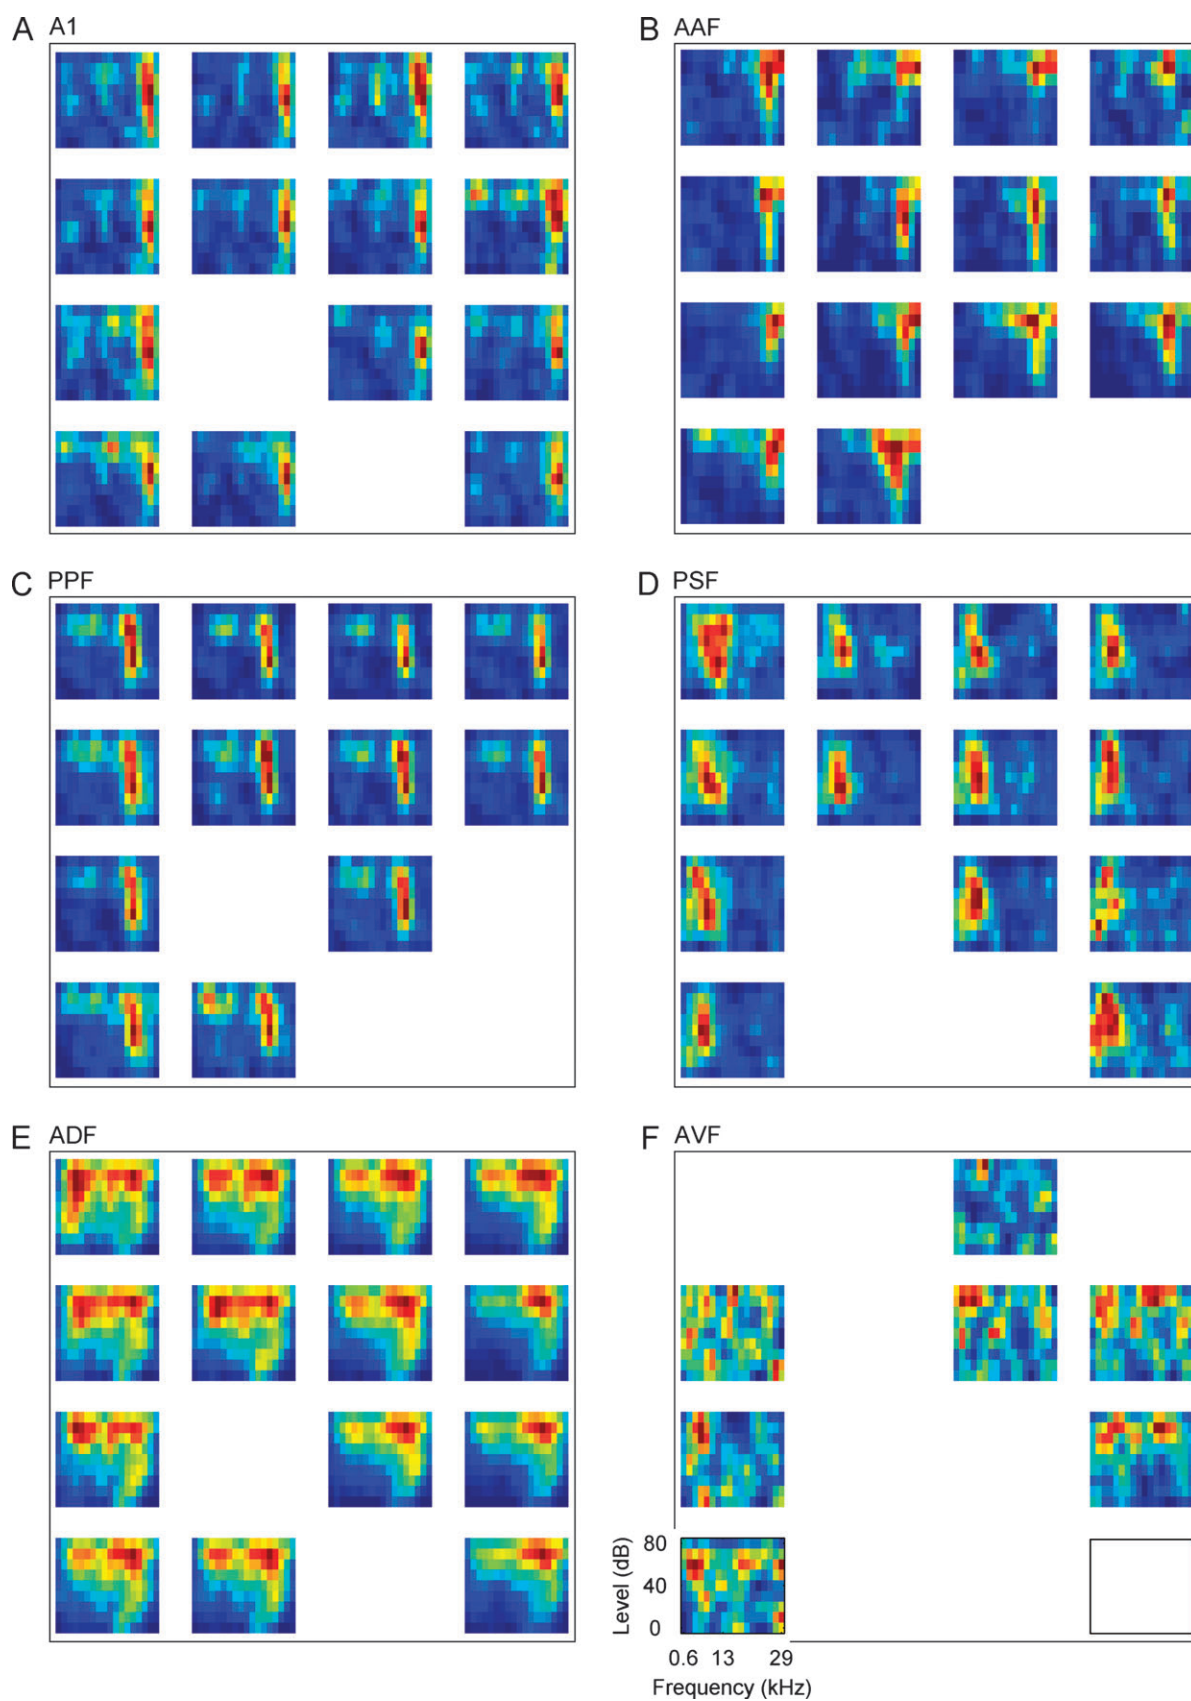 A A1
B AAF
C PPF
D PSF
E ADF
F AVF
Level (dB)
80
40
0
0.6 13 29
Frequency (kHz)